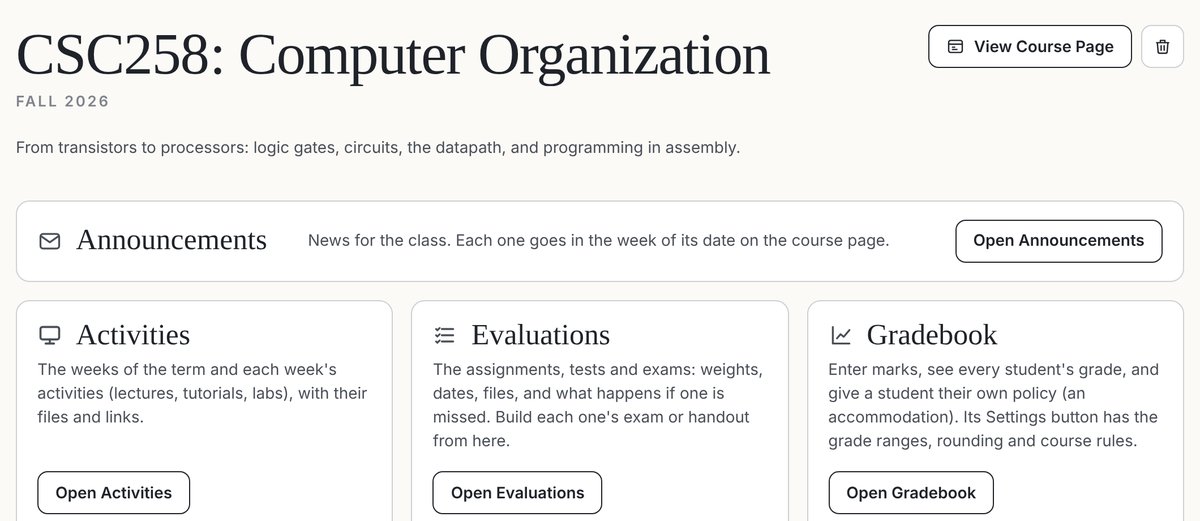 CSC258: Computer Organization
View Course Page
FALL 2026
From transistors to processors: logic gates, circuits, the datapath, and programming in assembly.
Announcements
News for the class. Each one goes in the week of its date on the course page.
Open Announcements
Activities
The weeks of the term and each week's
activities (lectures, tutorials, labs), with their
files and links.
Open Activities
Evaluations
The assignments, tests and exams: weights,
dates, files, and what happens if one is
missed. Build each one's exam or handout
from here.
Open Evaluations
Gradebook
Enter marks, see every student's grade, and
give a student their own policy (an
accommodation). Its Settings button has the
grade ranges, rounding and course rules.
Open Gradebook